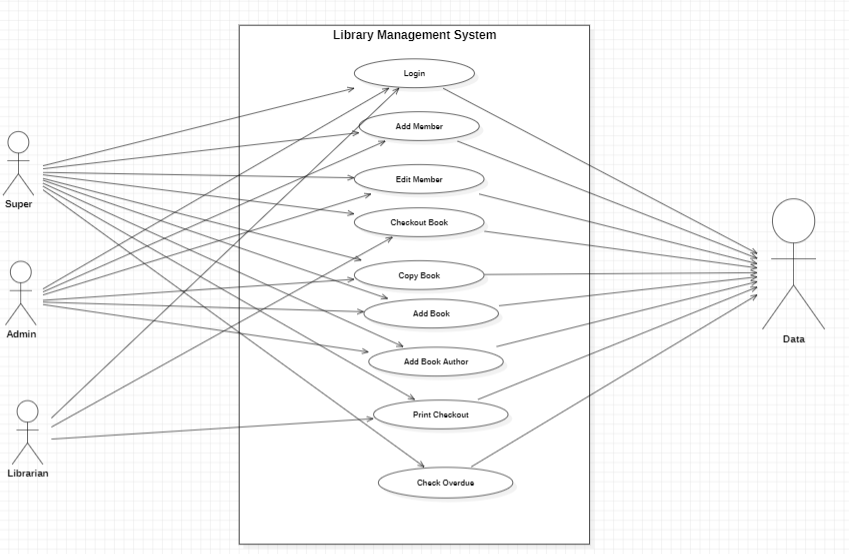 Library Management System
Login
Add Member
Edit Member
Checkout Book
Copy Book
Add Book
Add Book Author
Print Checkout
Check Overdue
Super
Admin
Librarian
Data